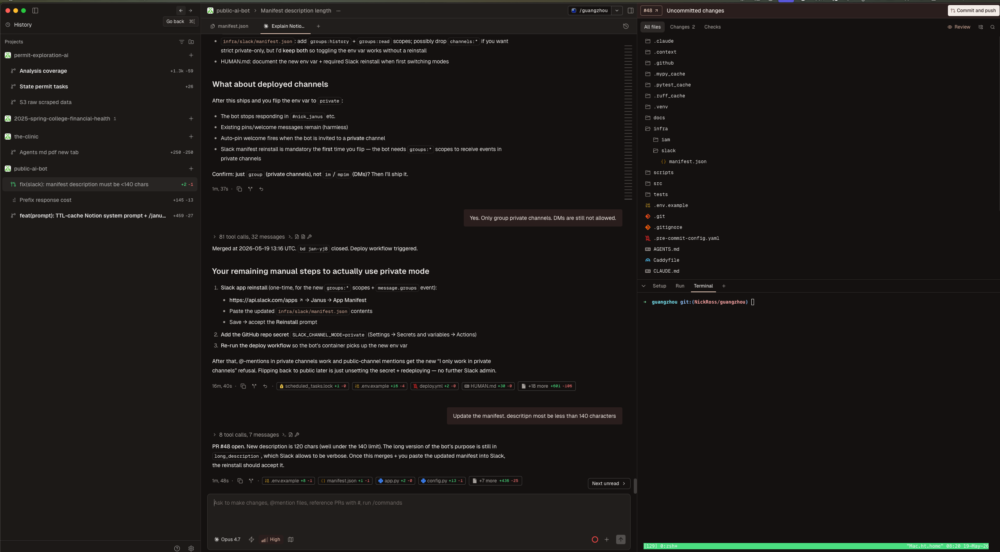 Go back ⌘[
History
Projects
permit-exploration-ai
Analysis coverage +1.3k -59
State permit tasks +26
S3 raw scraped data
2025-spring-college-financial-health 1
the-clinic
Agents md pdf new tab +250 -250
public-ai-bot
fix(slack): manifest description must be <140 chars +2 -1
Prefix response cost +145 -13
feat(prompt): TTL-cache Notion system prompt + /janu... +459 -27
public-ai-bot > Manifest description length ···
/guangzhou
manifest.json
Explain Notio...
infra/slack/manifest.json: add groups:history + groups:read scopes; possibly drop channels:* if you want
strict private-only, but I'd keep both so toggling the env var works without a reinstall
HUMAN.md: document the new env var + required Slack reinstall when first switching modes
What about deployed channels
After this ships and you flip the env var to private:
The bot stops responding in #nick_janus etc.
Existing pins/welcome messages remain (harmless)
Auto-pin welcome fires when the bot is invited to a private channel
Slack manifest reinstall is mandatory the first time you flip — the bot needs groups:* scopes to receive events in
private channels
Confirm: just group (private channels), not im/mpim (DMs)? Then I'll ship it.
1m, 37s ·
Yes. Only group private channels. DMs are still not allowed.
81 tool calls, 32 messages
Merged at 2026-05-19 13:16 UTC. bd jan-yj8 closed. Deploy workflow triggered.
Your remaining manual steps to actually use private mode
1. Slack app reinstall (one-time, for the new groups:* scopes + message.groups event):
https://api.slack.com/apps ↗ → Janus → App Manifest
Paste the updated infra/slack/manifest.json contents
Save → accept the Reinstall prompt
2. Add the GitHub repo secret SLACK_CHANNEL_MODE=private (Settings → Secrets and variables → Actions)
3. Re-run the deploy workflow so the bot's container picks up the new env var
After that, @-mentions in private channels work and public-channel mentions get the new “I only work in private
channels” refusal. Flipping back to public later is just unsetting the secret + redeploying — no further Slack admin.
16m, 40s · scheduled_tasks.lock +1 -0 .env.example +16 -4 deploy.yml +2 -0 HUMAN.md +30 -0 +18 more +601 -106
Update the manifest. descritipn most be less than 140 characters
8 tool calls, 7 messages
PR #48 open. New description is 120 chars (well under the 140 limit). The long version of the bot's purpose is still in
long_description, which Slack allows to be verbose. Once this merges + you paste the updated manifest into Slack,
the reinstall should accept it.
1m, 48s · .env.example +8 -1 manifest.json +1 -1 app.py +2 -0 config.py +13 -1 +7 more +436 -25
Next unread >
Ask to make changes, @mention files, reference PRs with #, run /commands
Opus 4.7 High
#48 ↗ Uncommitted changes
Commit and push
All files Changes 2 Checks
Review
.claude
.context
.github
.mypy_cache
.pytest_cache
.ruff_cache
.venv
docs
infra
iam
slack
manifest.json
scripts
src
tests
.env.example
.git
.gitignore
.pre-commit-config.yaml
AGENTS.md
Caddyfile
CLAUDE.md
Setup Run Terminal
→ guangzhou git:(NickRoss/guangzhou)
[129] 0:zsh* "Mac.ht.home" 08:20 19-May-26